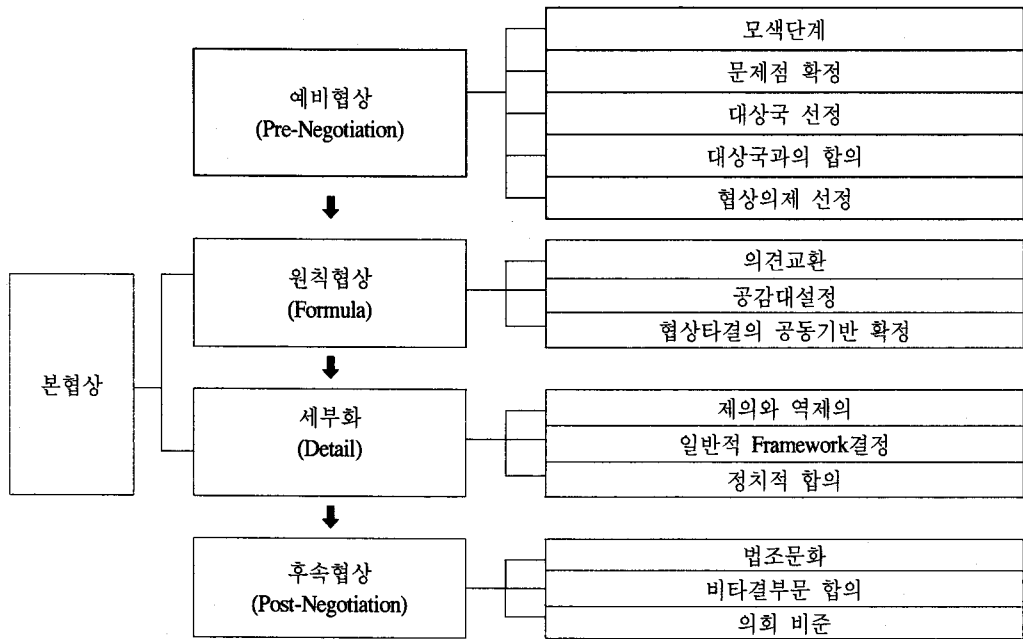 예비협상
(Pre-Negotiation)
모색단계
문제점 확정
대상국 선정
대상국과의 합의
협상의제 선정
본협상
원칙협상
(Formula)
의견교환
공감대설정
협상타결의 공동기반 확정
세부화
(Detail)
제의와 역제의
일반적 Framework결정
정치적 합의
후속협상
(Post-Negotiation)
법조문화
비타결부문 합의
의회 비준